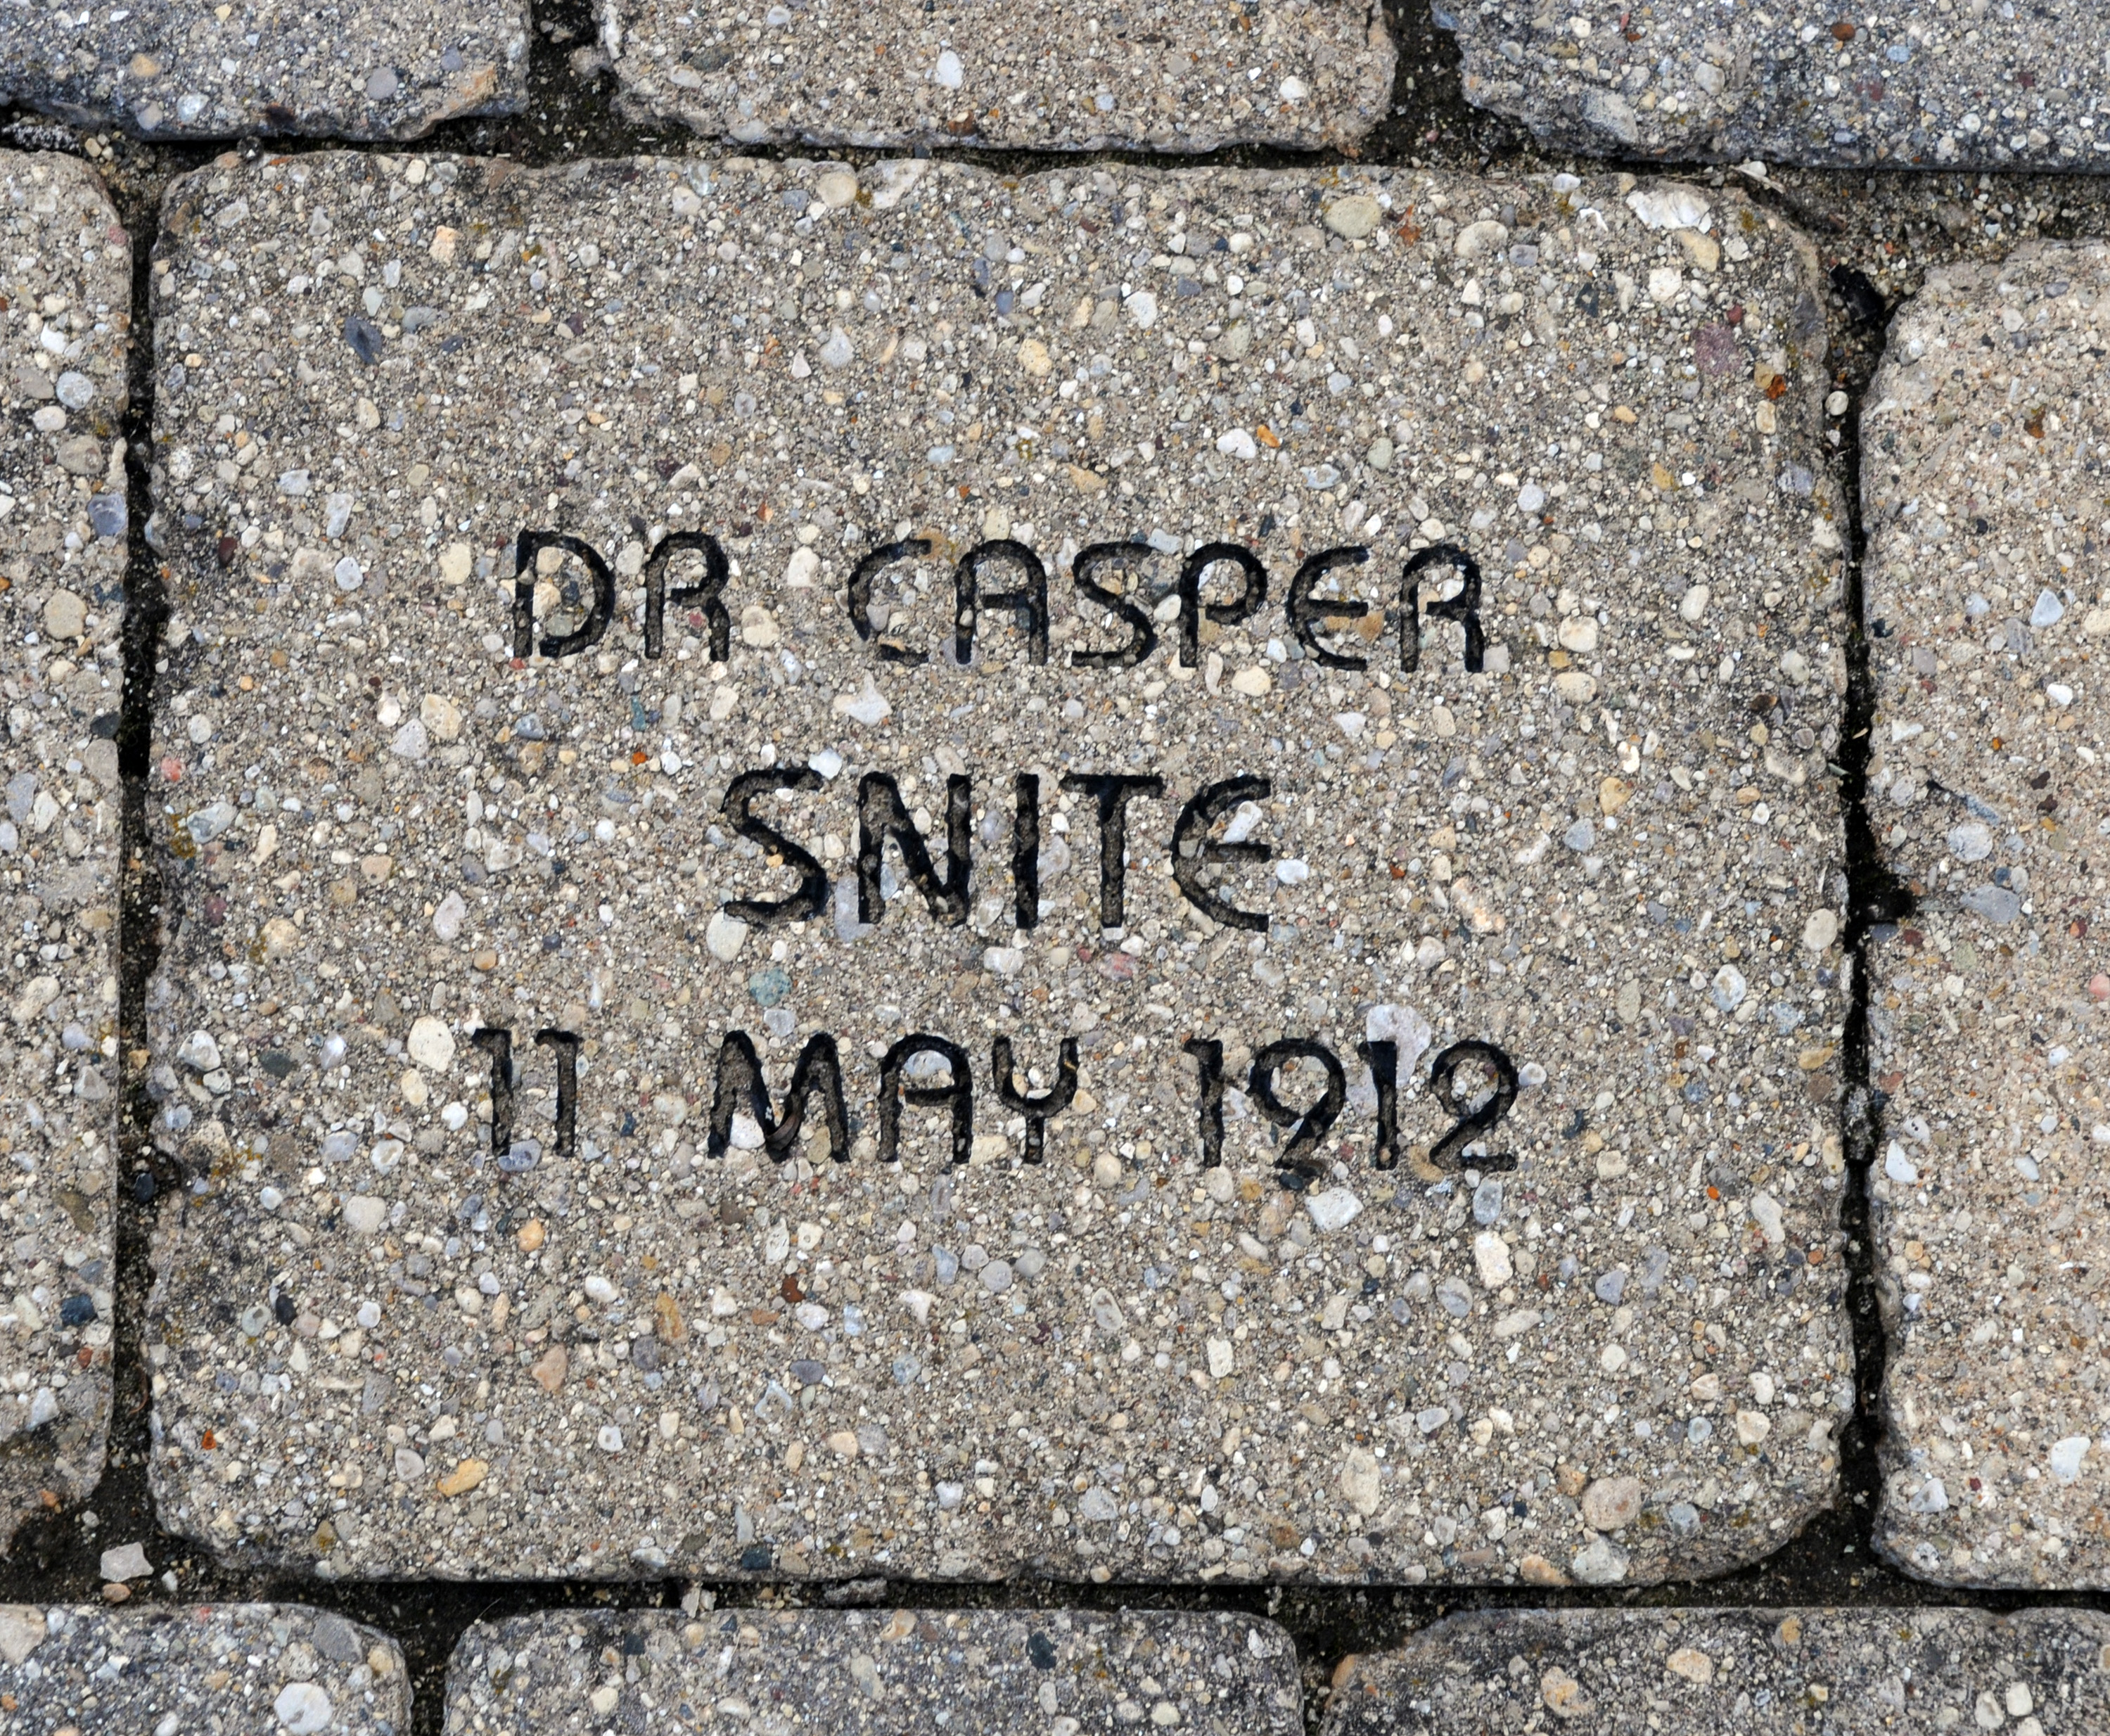 DR CASPER
SNITE
11 MAY 1912